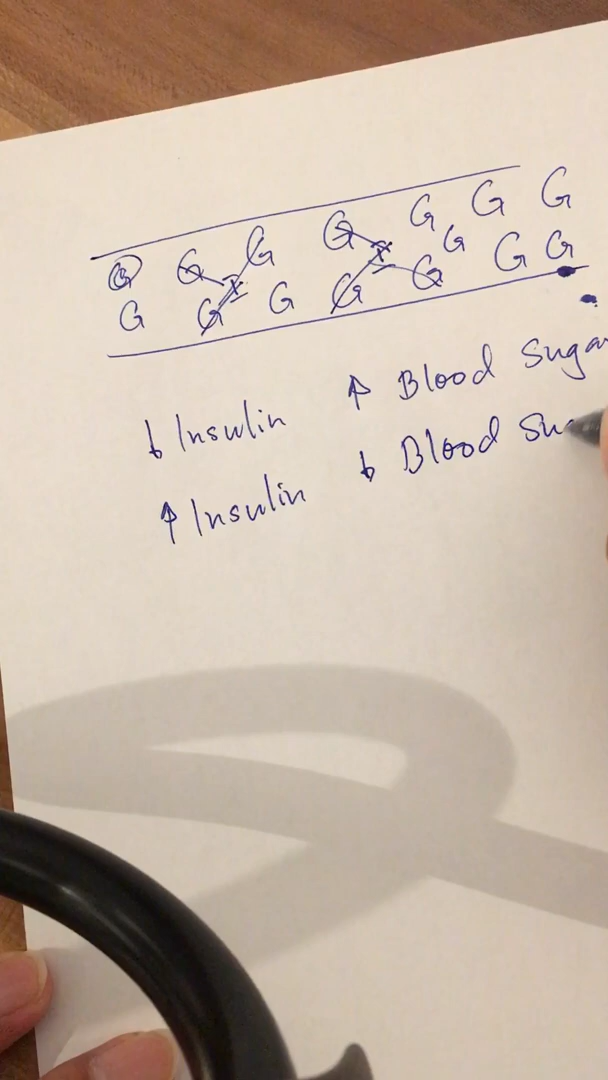 G G G G G G G
G G G G G G G G
↓ Insulin ↑ Blood Suga
↑ Insulin ↓ Blood Su